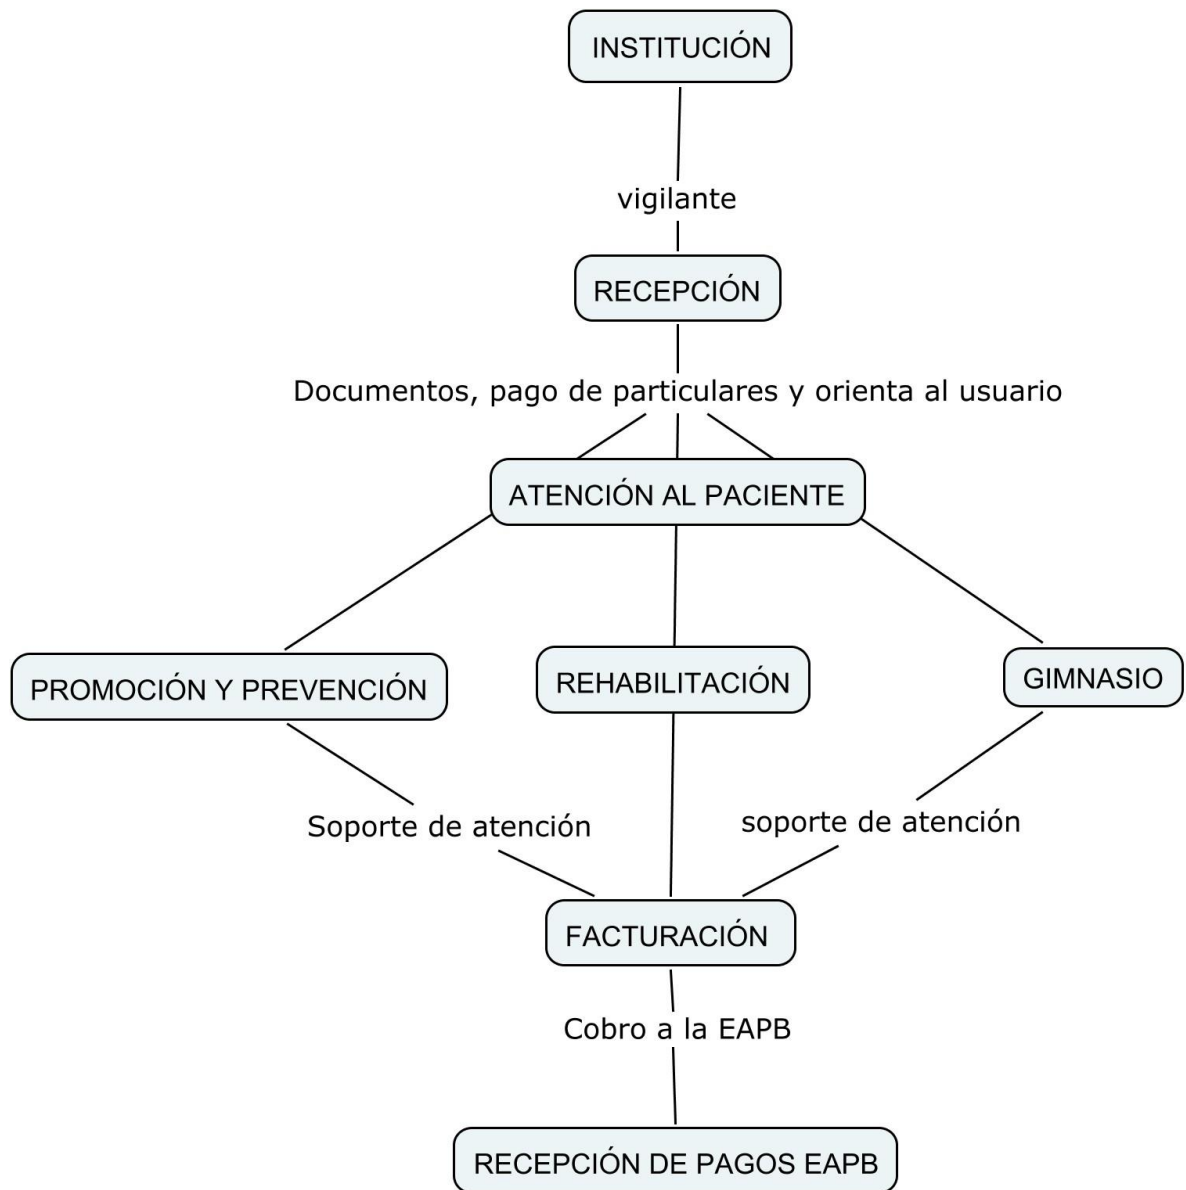 INSTITUCIÓN
vigilante
RECEPCIÓN
Documentos, pago de particulares y orienta al usuario
ATENCIÓN AL PACIENTE
PROMOCIÓN Y PREVENCIÓN
REHABILITACIÓN
GIMNASIO
Soporte de atención
soporte de atención
FACTURACIÓN
Cobro a la EAPB
RECEPCIÓN DE PAGOS EAPB